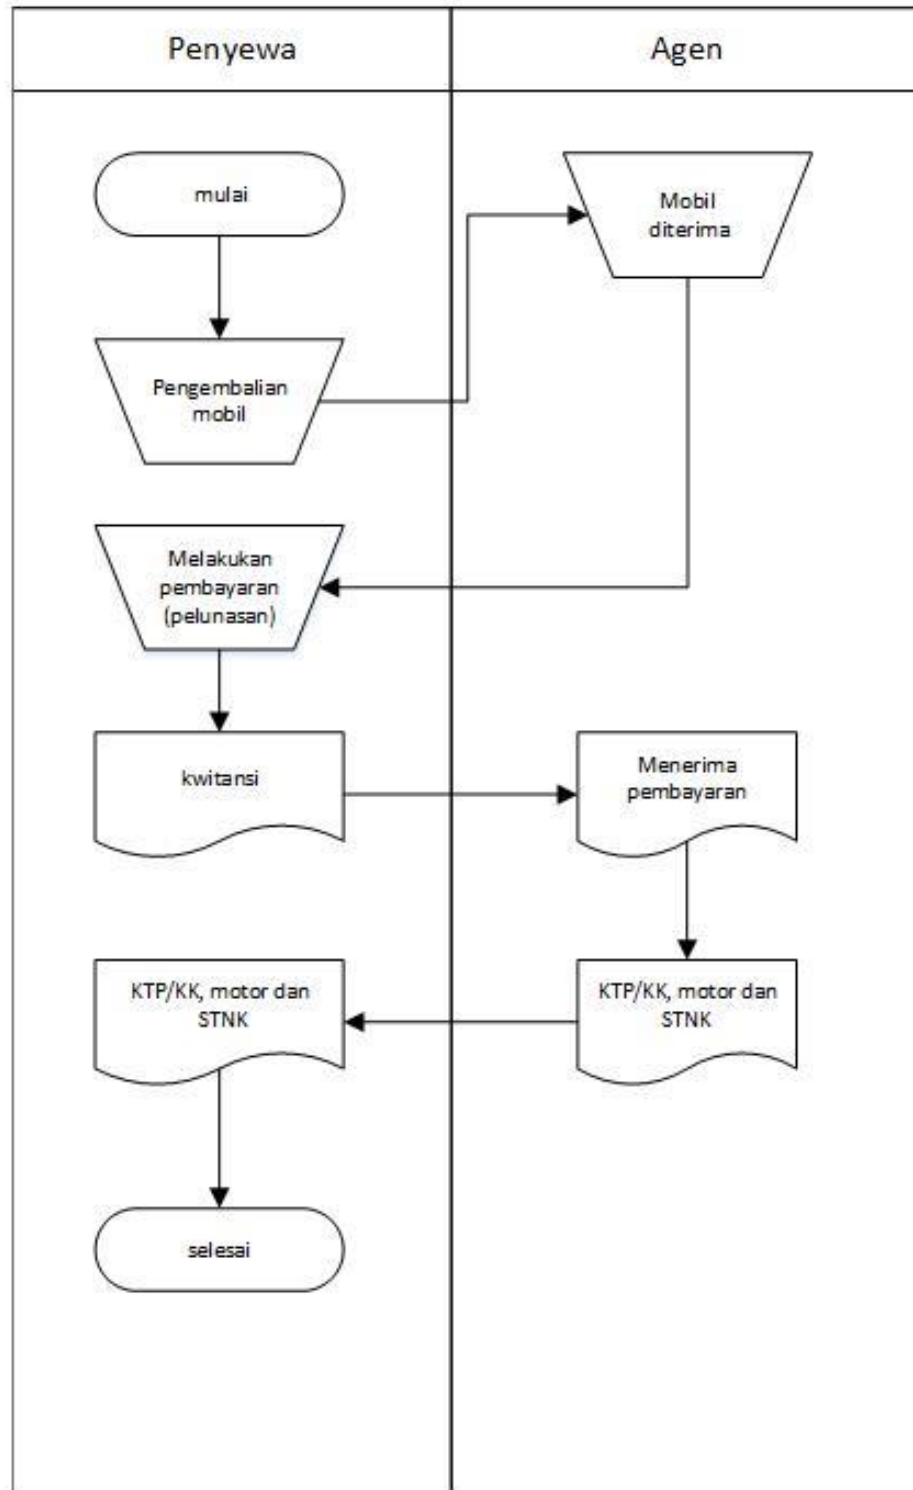 Penyewa
Agen
mulai
Mobil
diterima
Pengembalian
mobil
Melakukan
pembayaran
(pelunasan)
kwitansi
Menerima
pembayaran
KTP/KK, motor dan
STNK
KTP/KK, motor dan
STNK
selesai